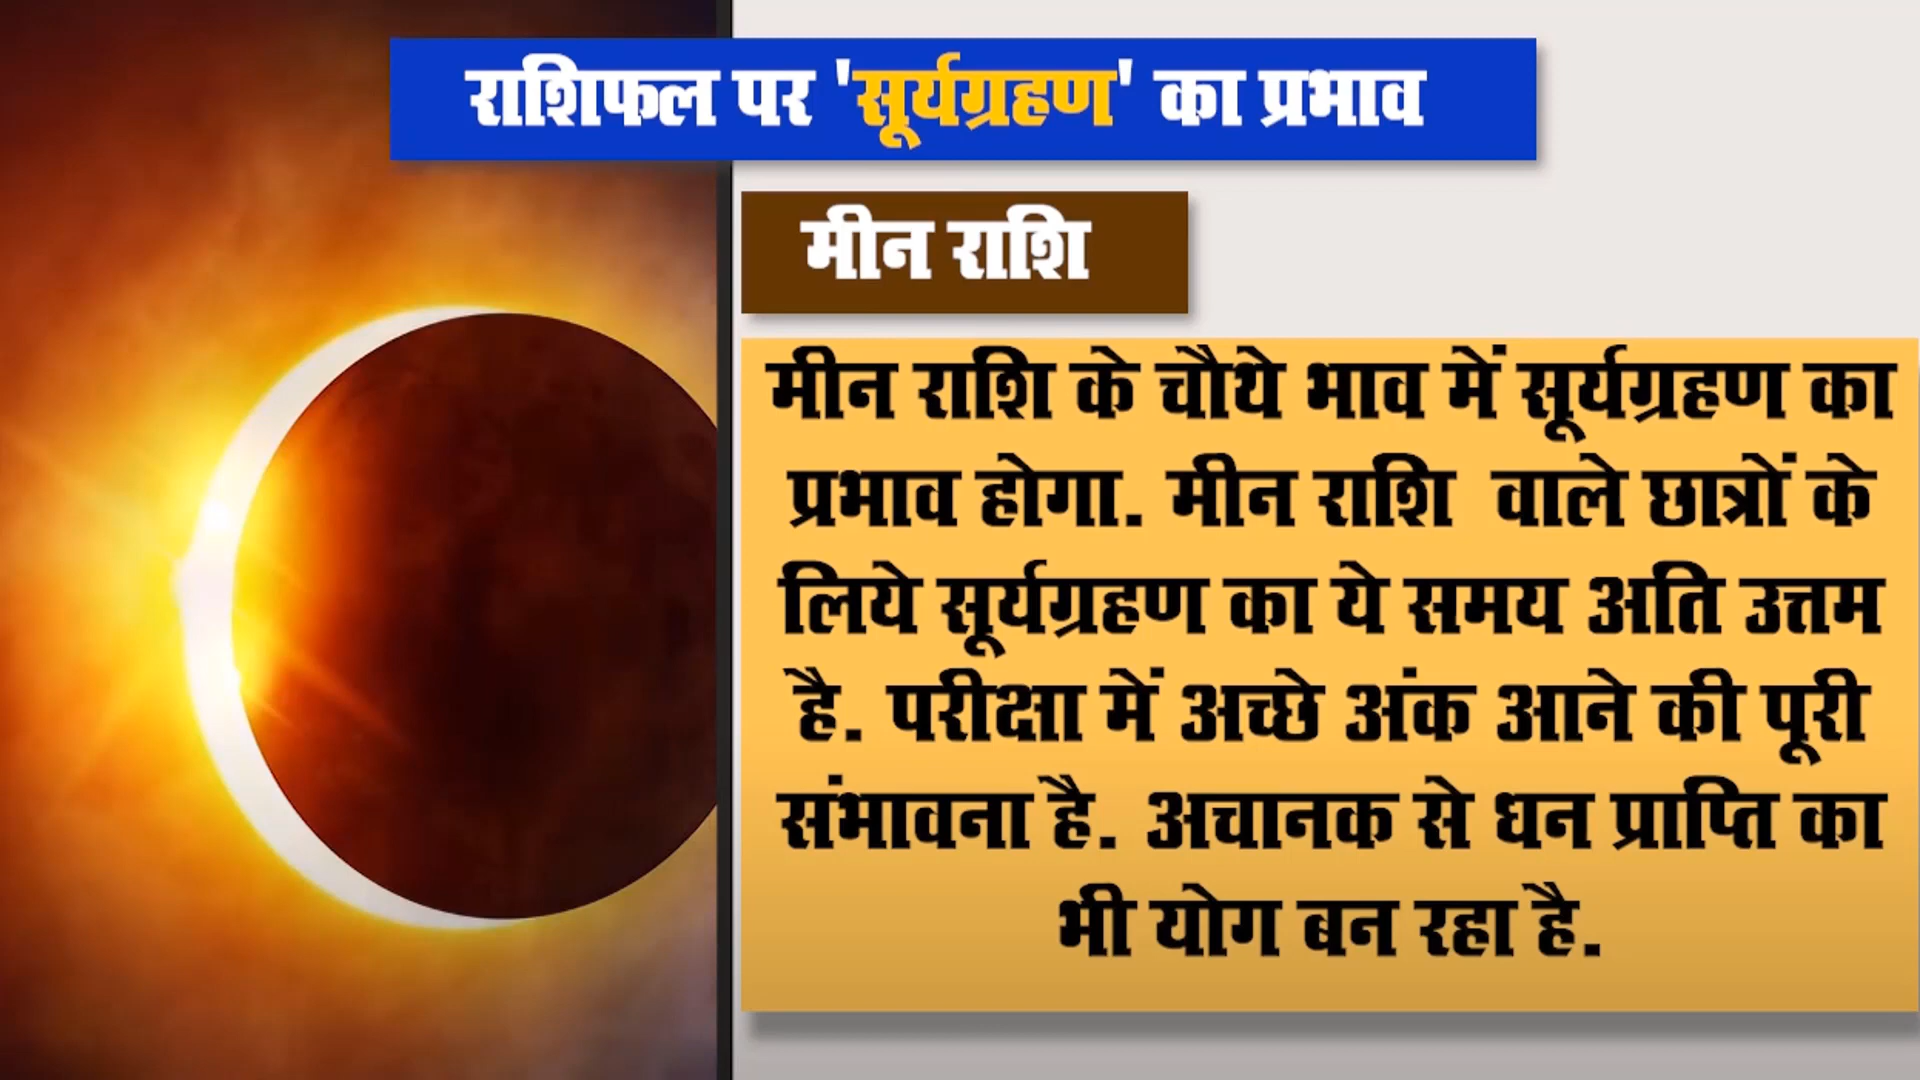 राशिफल पर 'सूर्यग्रहण' का प्रभाव
मीन राशि
मीन राशि के चौथे भाव में सूर्यग्रहण का
प्रभाव होगा. मीन राशि वाले छात्रों के
लिये सूर्यग्रहण का ये समय अति उत्तम
है. परीक्षा में अच्छे अंक आने की पूरी
संभावना है. अचानक से धन प्राप्ति का
भी योग बन रहा है.